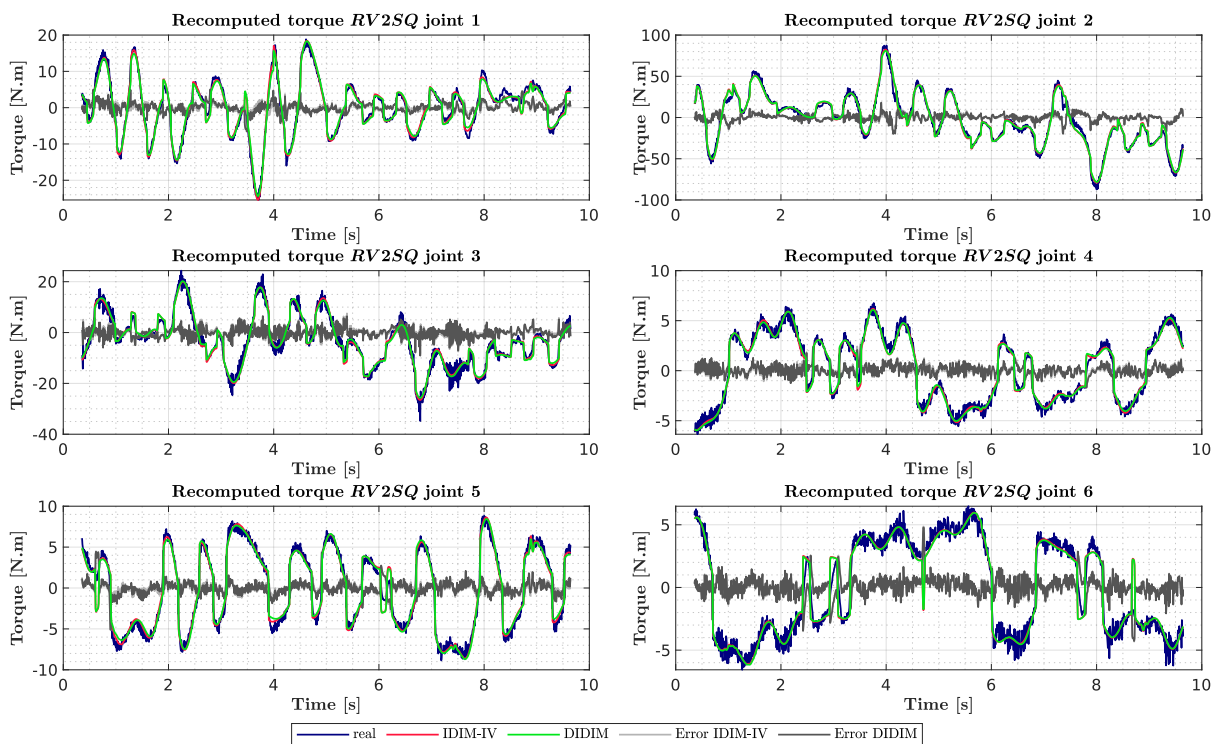 Recomputed torque RV2SQ joint 1
Recomputed torque RV2SQ joint 2
20
10
0
-10
-20
Torque [N.m]
0 2 4 6 8 10
Time [s]
100
50
0
-50
-100
Torque [N.m]
0 2 4 6 8 10
Time [s]
Recomputed torque RV2SQ joint 3
Recomputed torque RV2SQ joint 4
20
0
-20
-40
Torque [N.m]
0 2 4 6 8 10
Time [s]
10
5
0
-5
Torque [N.m]
0 2 4 6 8 10
Time [s]
Recomputed torque RV2SQ joint 5
Recomputed torque RV2SQ joint 6
10
5
0
-5
-10
Torque [N.m]
0 2 4 6 8 10
Time [s]
5
0
-5
Torque [N.m]
0 2 4 6 8 10
Time [s]
real IDIM-IV DIDIM Error IDIM-IV Error DIDIM